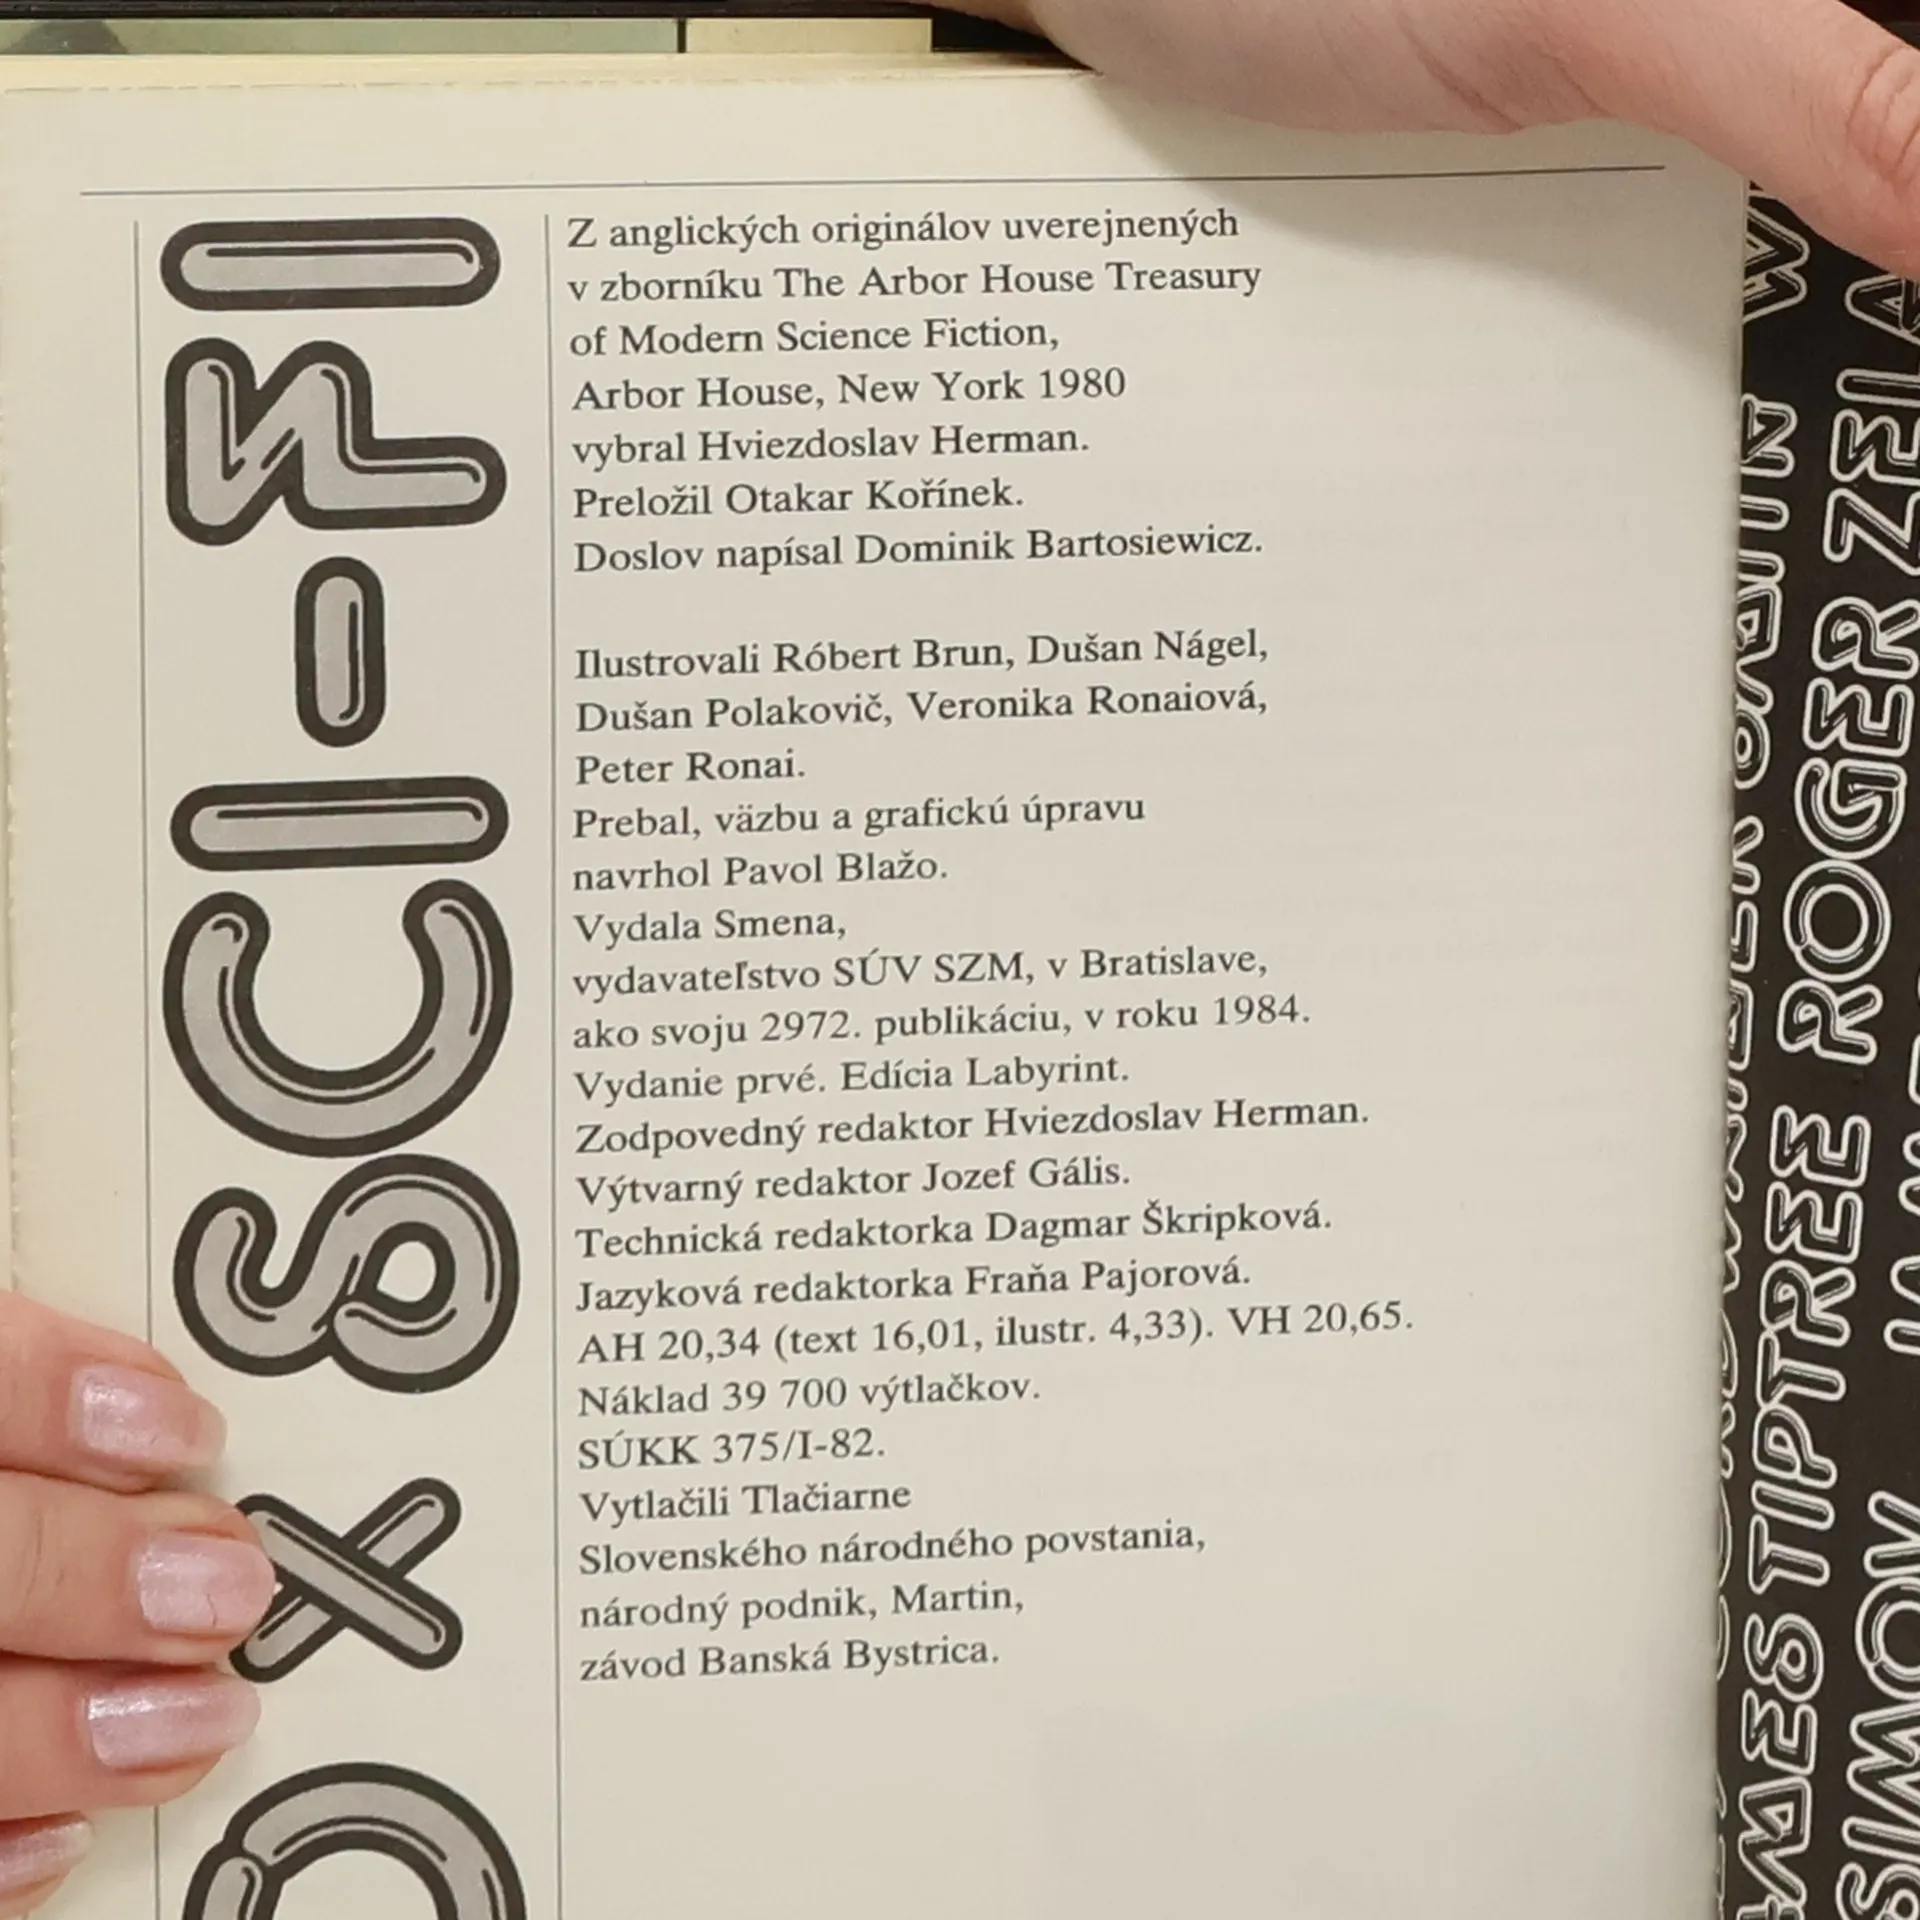 Z anglických originálov uverejnených
v zborníku The Arbor House Treasury
of Modern Science Fiction,
Arbor House, New York 1980
vybral Hviezdoslav Herman.
Preložil Otakar Kořínek.
Doslov napísal Dominik Bartosiewicz.
Ilustrovali Róbert Brun, Dušan Nágel,
Dušan Polakovič, Veronika Ronaiová,
Peter Ronai.
Prebal, väzbu a grafickú úpravu
navrhol Pavol Blažo.
Vydala Smena,
vydavateľstvo SÚV SZM, v Bratislave,
ako svoju 2972. publikáciu, v roku 1984.
Vydanie prvé. Edícia Labyrint.
Zodpovedný redaktor Hviezdoslav Herman.
Výtvarný redaktor Jozef Gális.
Technická redaktorka Dagmar Škripková.
Jazyková redaktorka Fraňa Pajorová.
AH 20,34 (text 16,01, ilustr. 4,33). VH 20,65.
Náklad 39 700 výtlačkov.
SÚKK 375/I-82.
Vytlačili Tlačiarne
Slovenského národného povstania,
národný podnik, Martin,
závod Banská Bystrica.
x SCI-FI
TIPTREE ROGER